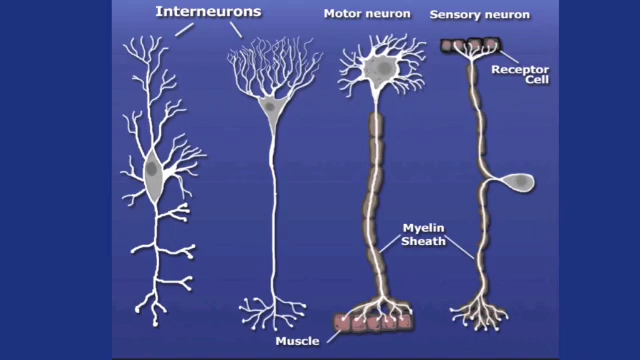 Interneurons
Motor neuron
Sensory neuron
Receptor
Cell
Myelin
Sheath
Muscle